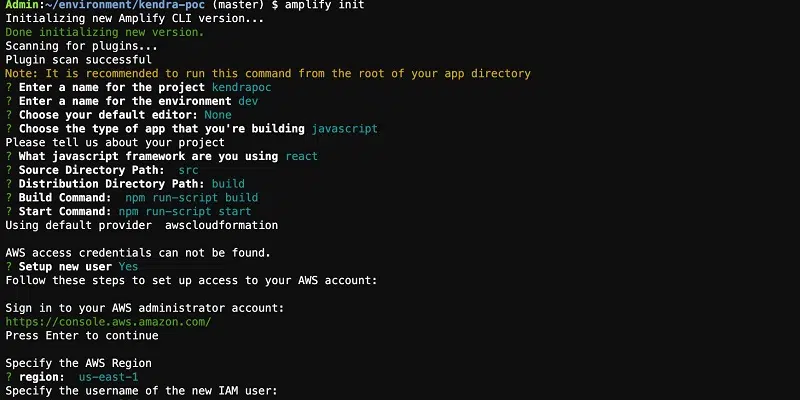 Admin:~/environment/kendra-poc (master) $ amplify init
Initializing new Amplify CLI version...
Done initializing new version.
Scanning for plugins...
Plugin scan successful
Note: It is recommended to run this command from the root of your app directory
? Enter a name for the project kendrapoc
? Enter a name for the environment dev
? Choose your default editor: None
? Choose the type of app that you're building javascript
Please tell us about your project
? What javascript framework are you using react
? Source Directory Path:  src
? Distribution Directory Path: build
? Build Command:  npm run-script build
? Start Command: npm run-script start
Using default provider  awscloudformation
AWS access credentials can not be found.
? Setup new user Yes
Follow these steps to set up access to your AWS account:
Sign in to your AWS administrator account:
https://console.aws.amazon.com/
Press Enter to continue
Specify the AWS Region
? region:  us-east-1
Specify the username of the new IAM user: